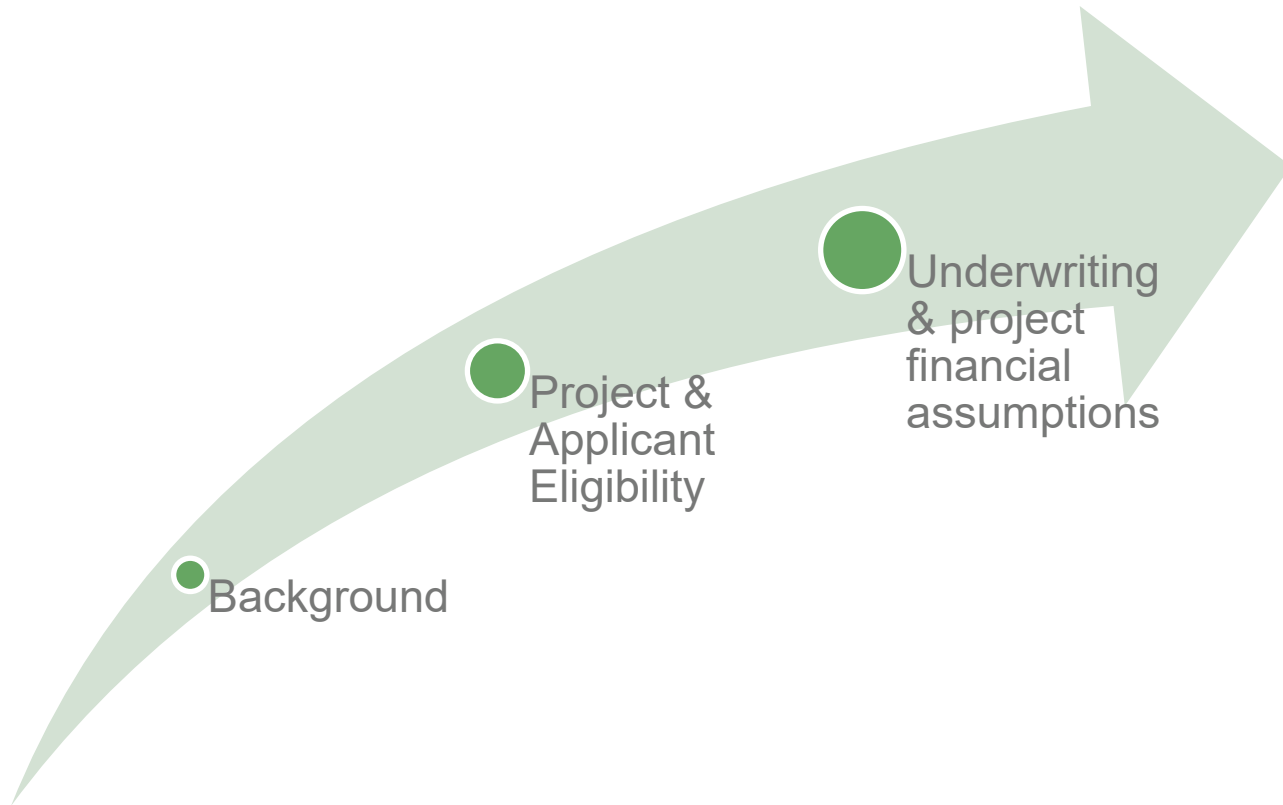 Background
Project &
Applicant
Eligibility
Underwriting
& project
financial
assumptions